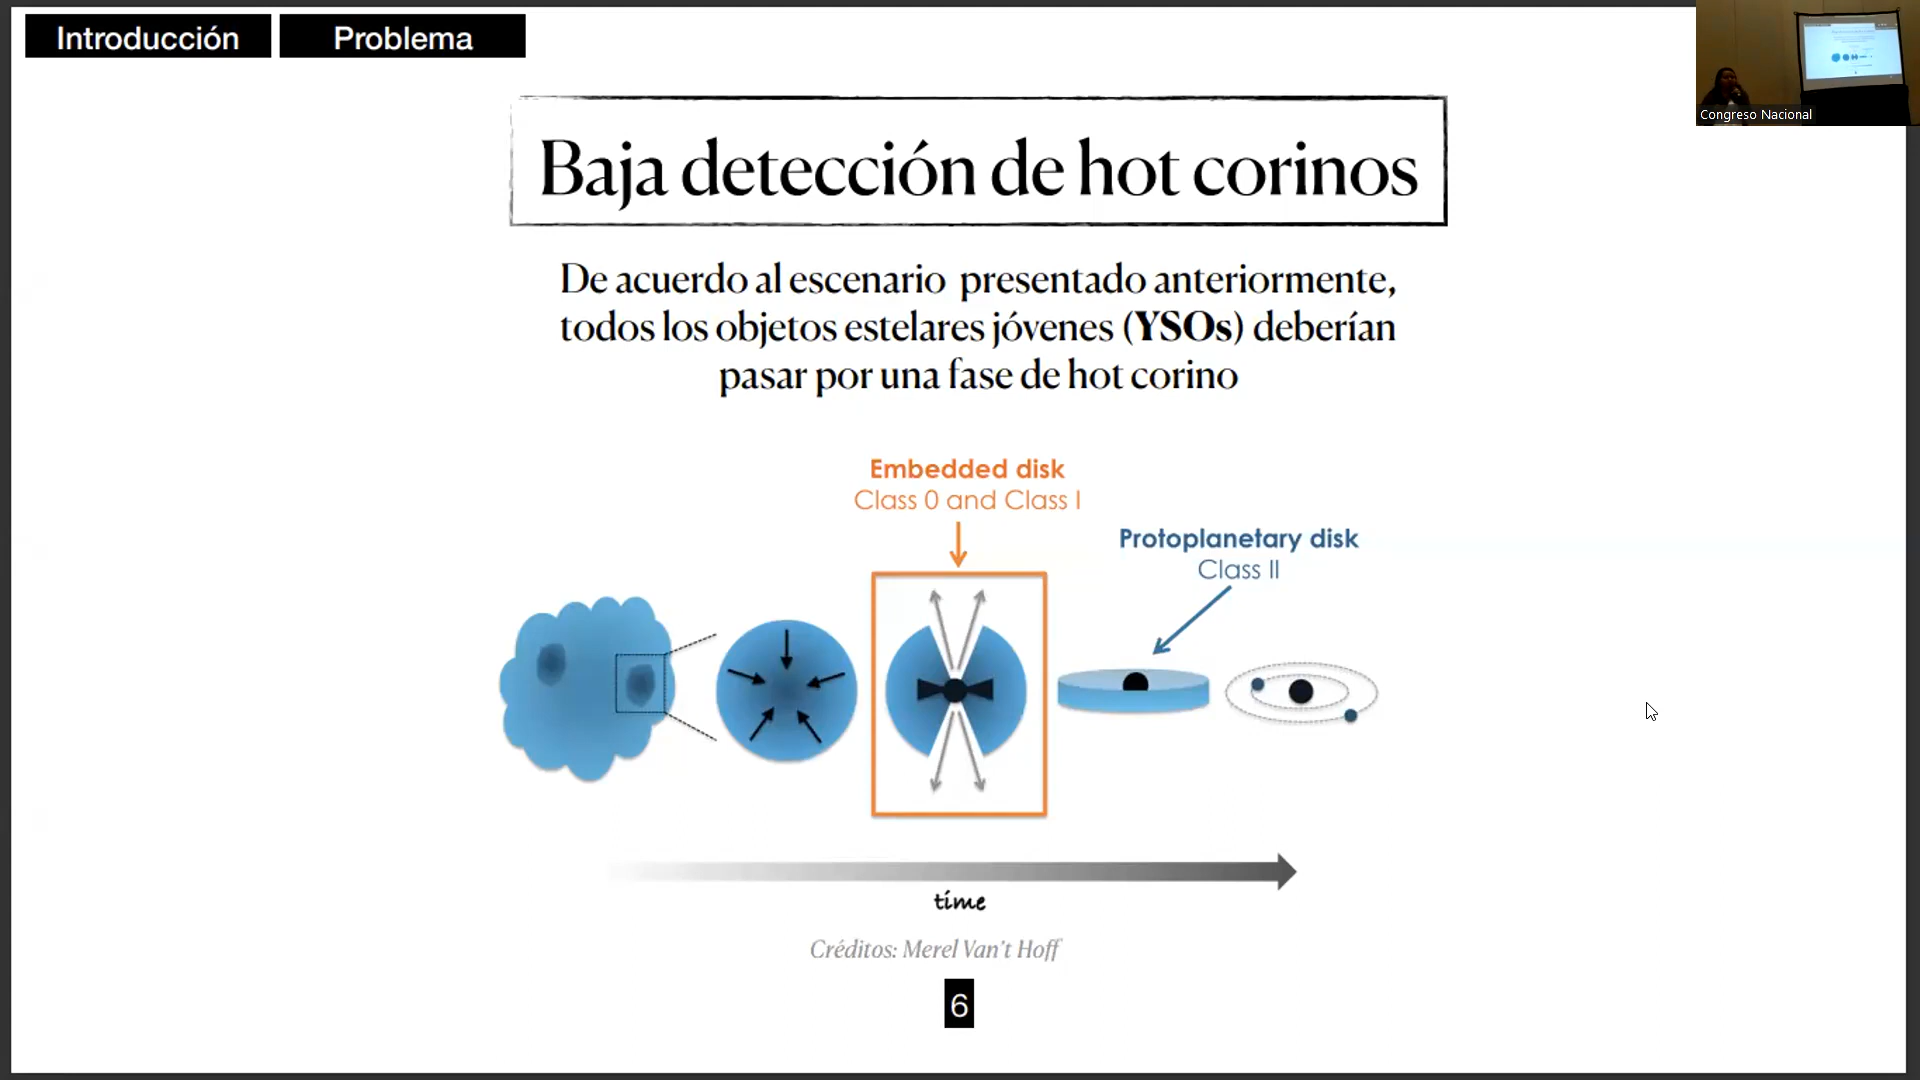 Introducción
Problema
Congreso Nacional
Baja detección de hot corinos
De acuerdo al escenario presentado anteriormente,
todos los objetos estelares jóvenes (YSOs) deberían
pasar por una fase de hot corino
Embedded disk
Class 0 and Class I
Protoplanetary disk
Class II
time
Créditos: Merel Van't Hoff
6